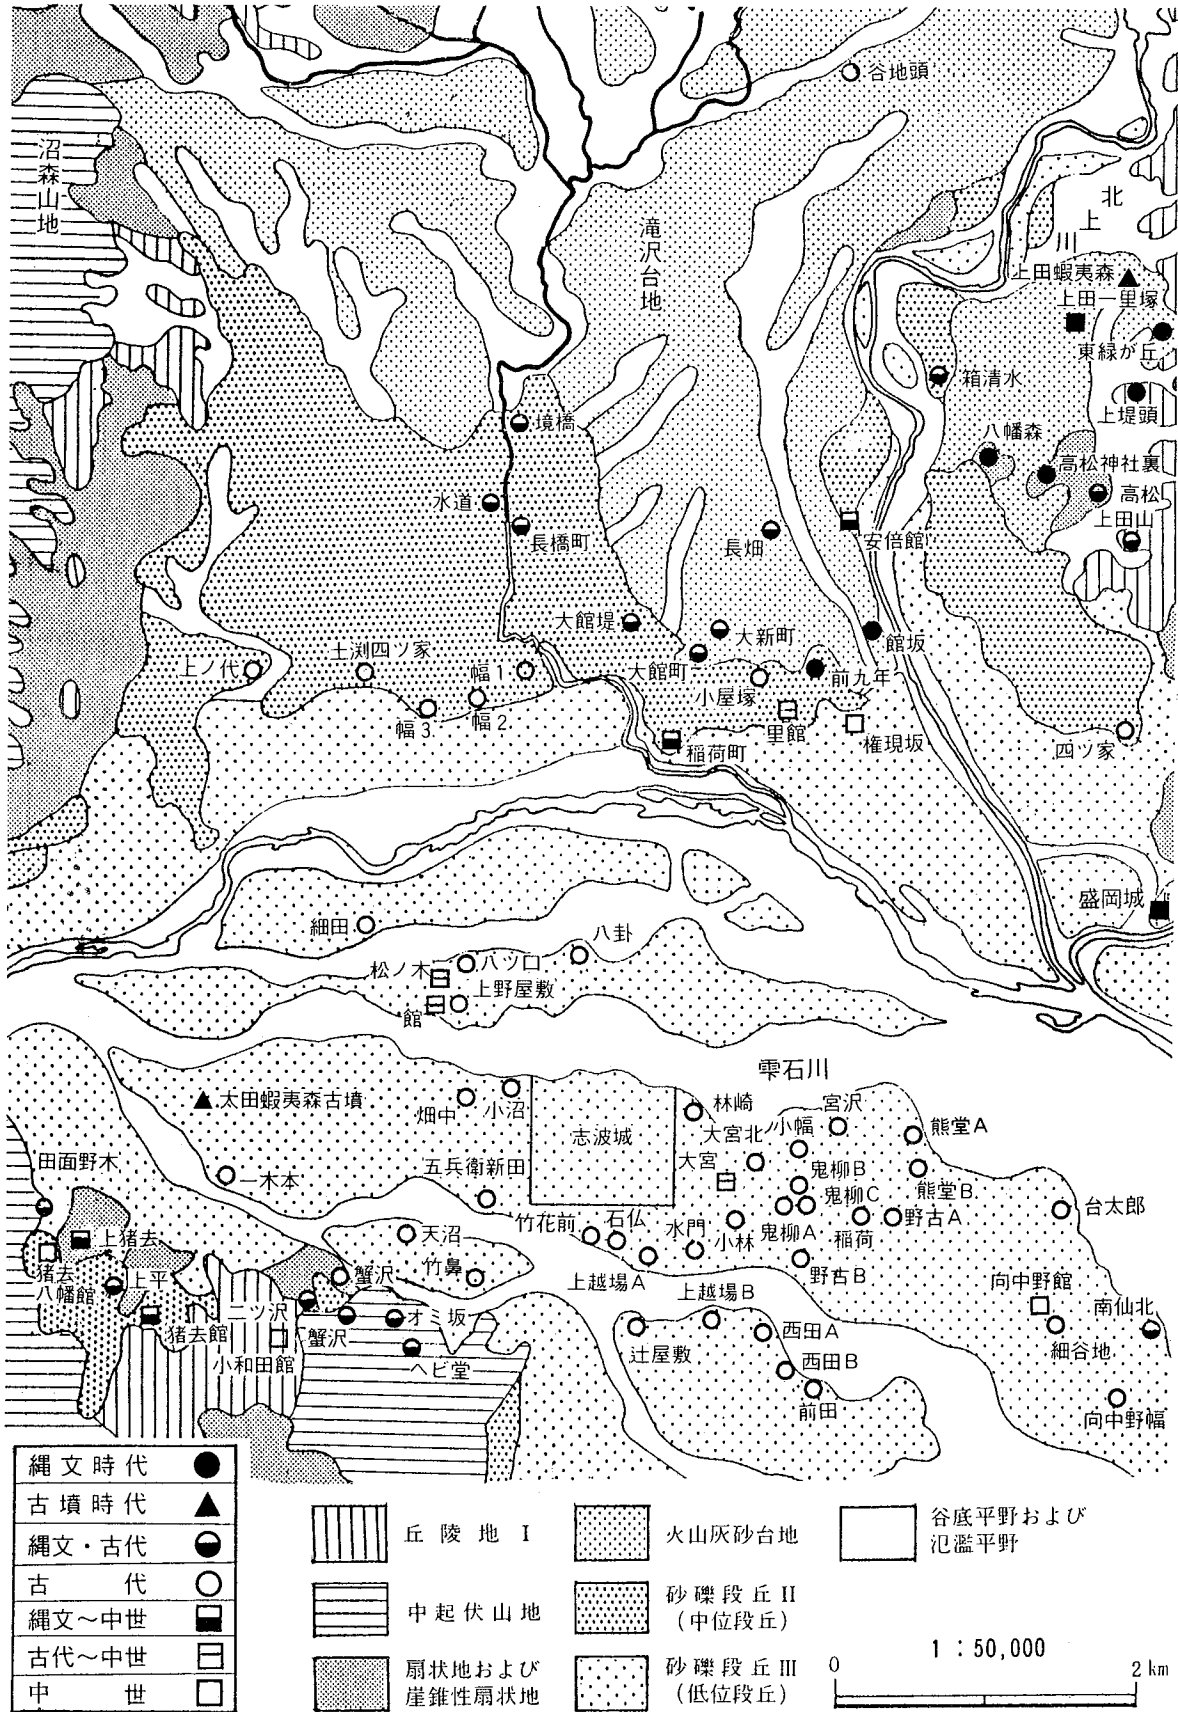 谷地頭
沼森山地
滝沢台地
北上川
上田蝦夷森
上田一里塚
東緑が丘
箱清水
上堤頭
境橋
八幡森
高松神社裏
高松
水道
長橋町
長畑
安倍館
上田山
大館堤
大新町
館坂
大館町
上ノ代
土渕四ツ家
幅1
小屋塚
前九年
幅3
幅2
稲荷町
里館
権現坂
四ツ家
盛岡城
細田
八卦
松ノ木
八ツ口
上野屋敷
館
雫石川
太田蝦夷森古墳
畑中
小沼
志波城
林崎
宮沢
大宮北
小幅
熊堂A
田面野木
五兵衛新田
大宮
鬼柳B
一本木
鬼柳C
熊堂B
台太郎
竹花前
石仏
水門
小林
鬼柳A
稲荷
野古A
上猪去
天沼
猪去八幡館
上平
蟹沢
竹鼻
上越場A
野古B
向中野館
二ツ沢
上越場B
南仙北
猪去館
蟹沢
オミ坂
辻屋敷
西田A
細谷地
小和田館
ヘビ堂
西田B
前田
向中野幅
縄文時代
古墳時代
縄文・古代
古代
縄文～中世
古代～中世
中世
丘陵地 I
火山灰砂台地
谷底平野および
氾濫平野
中起伏山地
砂礫段丘 II
(中位段丘)
扇状地および
崖錐性扇状地
砂礫段丘 III
(低位段丘)
1：50,000
0
2 km